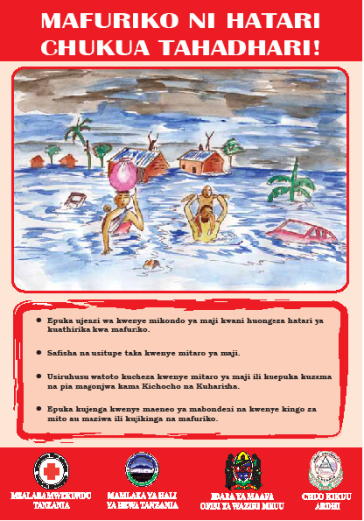 MAFURIKO NI HATARI
CHUKUA TAHADHARI!
Epuka ujenzi wa kwenye mikondo ya maji kwani huongeza hatari ya
kuathirika kwa mafuriko.
Safisha na usitupe taka kwenye mitaro ya maji.
Usiruhusu watoto kucheza kwenye mitaro ya maji ili kuepuka kuzama
na pia magonjwa kama Kichocho na Kuharisha.
Epuka kujenga kwenye maeneo ya mabondeni na kwenye kingo za
mito au maziwa ili kujikinga na mafuriko.
MSALABA MWEKUNDU
TANZANIA
MAMLAKA YA HALI
YA HEWA TANZANIA
IDARA YA MAAFA
OFISI YA WAZIRI MKUU
CHUO KIKUU
ARDHI